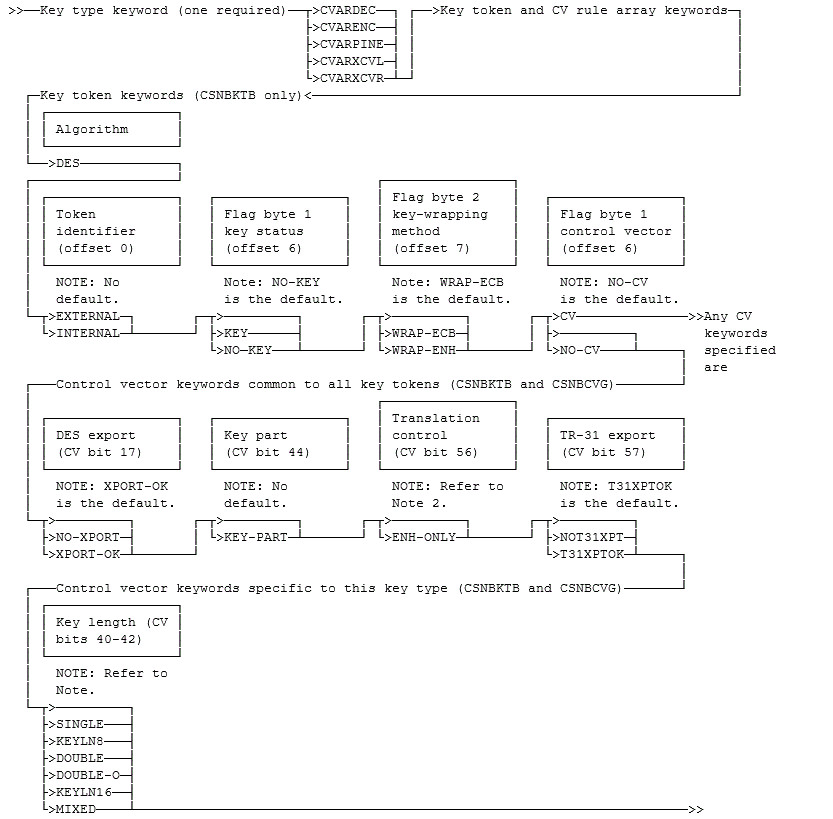 >>─Key type keyword (one required)─┬>CVARDEC─┐ ┌─>Key token and CV rule array keywords─┐
├>CVARENC─┤
├>CVARPINE┤
├>CVARXCVL┤
└>CVARXCVR┴─┘
┌─Key token keywords (CSNBKTB only)<─┘
Algorithm
└─>DES─┐
Token identifier (offset 0)
Flag byte 1 key status (offset 6)
Flag byte 2 key-wrapping method (offset 7)
Flag byte 1 control vector (offset 6)
NOTE: No default.
Note: NO-KEY is the default.
Note: WRAP-ECB is the default.
NOTE: NO-CV is the default.
└┬>EXTERNAL┐
└>INTERNAL┴─┘
┌┬>─┐
├>KEY─┤
└>NO-KEY─┴─┘
┌┬>─┐
├>WRAP-ECB┤
└>WRAP-ENH┴─┘
┌┬>CV─>>Any CV keywords specified are
├>─┐
└>NO-CV─┴─┐
┌─Control vector keywords common to all key tokens (CSNBKTB and CSNBCVG)─┘
DES export (CV bit 17)
Key part (CV bit 44)
Translation control (CV bit 56)
TR-31 export (CV bit 57)
NOTE: XPORT-OK is the default.
NOTE: No default.
NOTE: Refer to Note 2.
NOTE: T31XPTOK is the default.
└┬>─┐
├>NO-XPORT┤
└>XPORT-OK┴─┘
┌┬>─┐
└>KEY-PART┴─┘
┌┬>─┐
└>ENH-ONLY┴─┘
┌┬>─┐
├>NOT31XPT┤
└>T31XPTOK┴─┐
┌─Control vector keywords specific to this key type (CSNBKTB and CSNBCVG)─┘
Key length (CV bits 40-42)
NOTE: Refer to Note.
└┬>─┐
├>SINGLE─┤
├>KEYLN8─┤
├>DOUBLE─┤
├>DOUBLE-O┤
├>KEYLN16─┤
└>MIXED─┴─>>